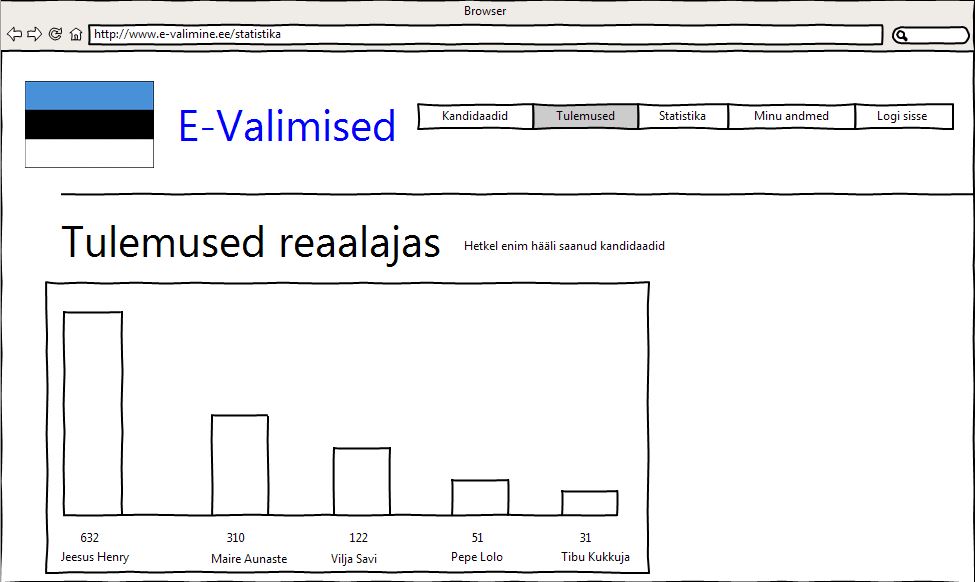 Browser
http://www.e-valimine.ee/statistika
E-Valimised
Kandidaadid Tulemused Statistika Minu andmed Logi sisse
Tulemused reaalajas
Hetkel enim hääli saanud kandidaadid
632 310 122 51 31
Jeesus Henry Maire Aunaste Vilja Savi Pepe Lolo Tibu Kukkuja